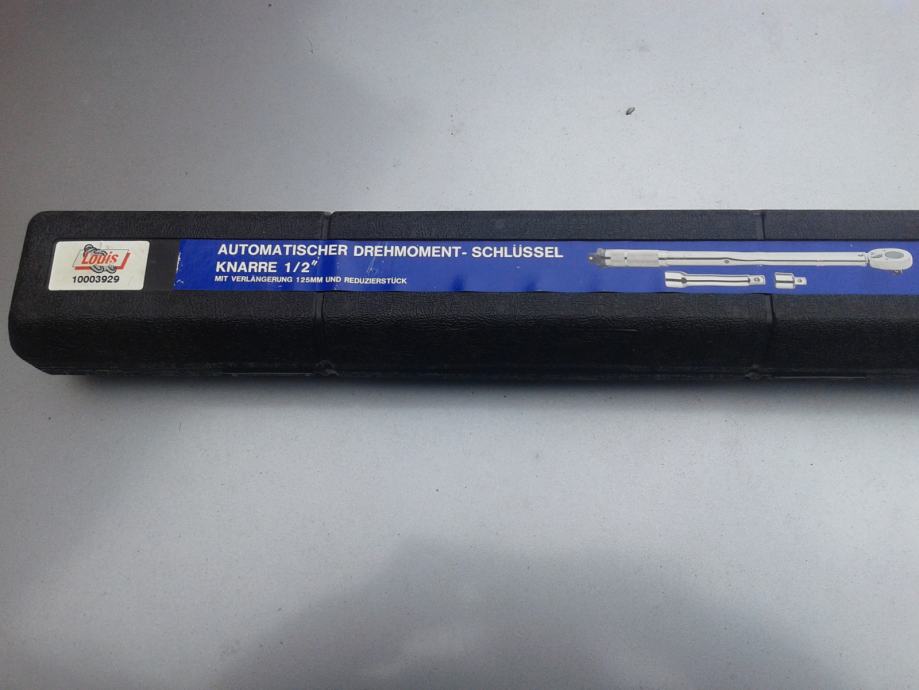 Louis
10003929
AUTOMATISCHER DREHMOMENT-SCHLÜSSEL
KNARRE 1/2"
MIT VERLÄNGERUNG 125MM UND REDUZIERSTÜCK